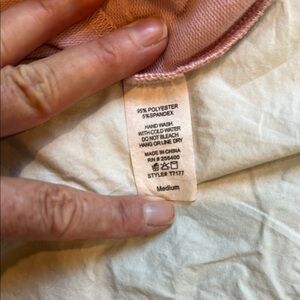 95% POLYESTER
5%SPANDEX
HAND WASH
WITH COLD WATER
DO NOT BLEACH
HANG OR LINE DRY
MADE IN CHINA
RN # 256400
STYLE# T7177
Medium